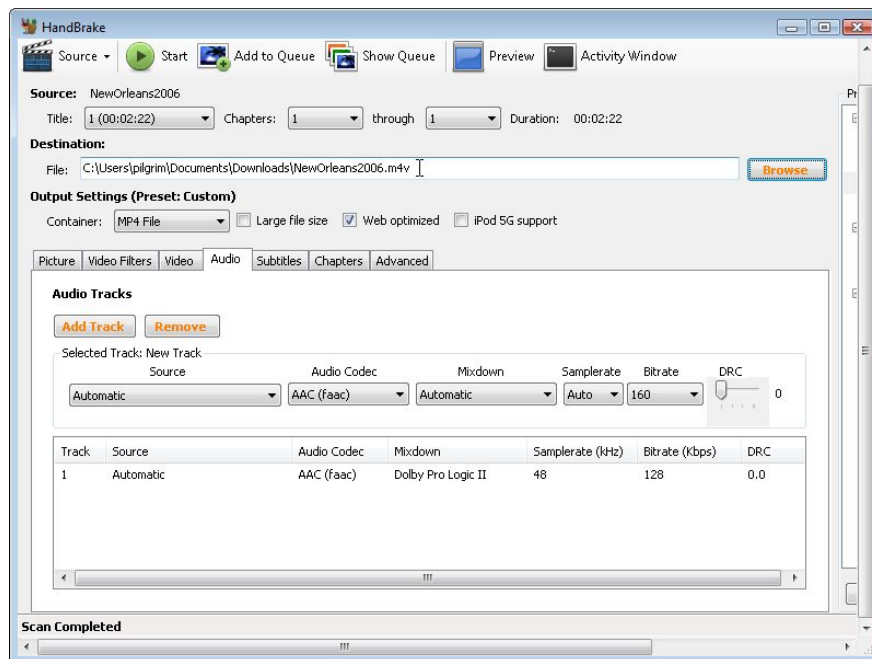 HandBrake
Source Start Add to Queue Show Queue Preview Activity Window
Source: NewOrleans2006 Pr
Title: 1 (00:02:22) Chapters: 1 through 1 Duration: 00:02:22
Destination:
File: C:\Users\pilgrim\Documents\Downloads\NewOrleans2006.m4v Browse
Output Settings (Preset: Custom)
Container: MP4 File Large file size Web optimized iPod 5G support
Picture Video Filters Video Audio Subtitles Chapters Advanced
Audio Tracks
Add Track Remove
Selected Track: New Track
Source Audio Codec Mixdown Samplerate Bitrate DRC
Automatic AAC (faac) Automatic Auto 160 0
Track Source Audio Codec Mixdown Samplerate (kHz) Bitrate (Kbps) DRC
1 Automatic AAC (faac) Dolby Pro Logic II 48 128 0.0
Scan Completed